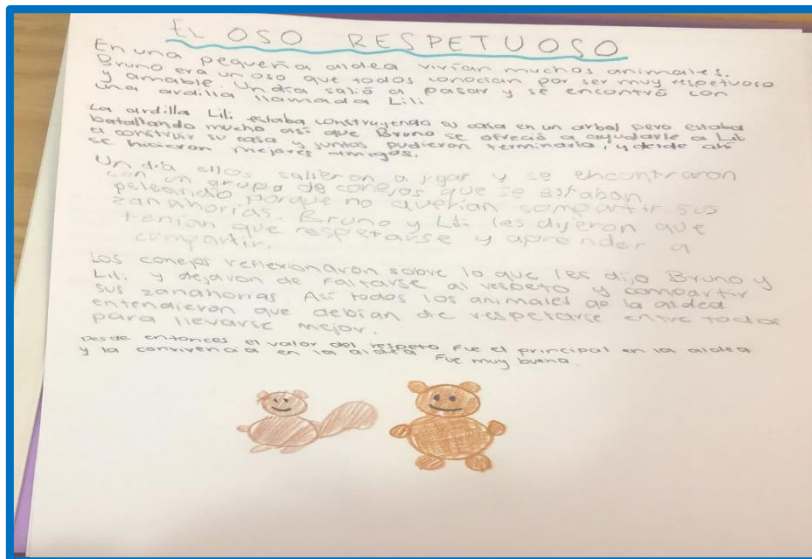 EL OSO RESPETUOSO
En una pequeña aldea vivían muchos animales.
Bruno era un oso que todos conocían por ser muy respetuoso
y amable. Un día salió a pasar y se encontró con
una ardilla llamada Lili
La ardilla Lili estaba construyendo su casa en un arbol pero estaba
batallando mucho así que Bruno se ofreció a ayudarle a Lili
a construir su casa y juntos pudieron terminarla, y desde ahí
se hicieron mejores amigos.
Un día ellos salieron a jugar y se encontraron
con un grupo de conejos que se estaban
peleando porque no querían compartir sus
zanahorias. Bruno y Lili les dijeron que
tenían que respetarse y aprender a
compartir.
Los conejos reflexionaron sobre lo que les dijo Bruno y
Lili y dejaron de faltarse al respeto y compartir
sus zanahorias. Así todos los animales de la aldea
entendieron que debían de respetarse entre todos
para llevarse mejor.
Desde entonces el valor del respeto fue el principal en la aldea
y la convivencia en la aldea fue muy buena.